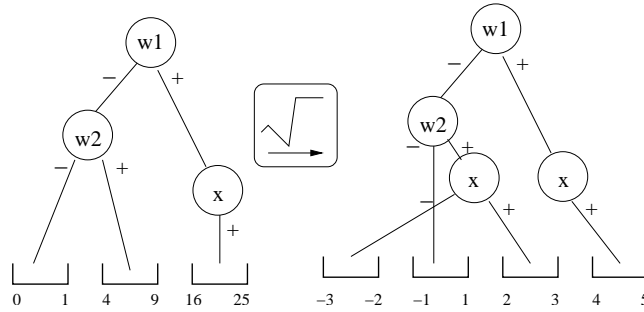 w1
− +
w2
− +
x
+
0 1 4 9 16 25
w1
− +
w2
− +
x x
− + +
−3 −2 −1 1 2 3 4 5